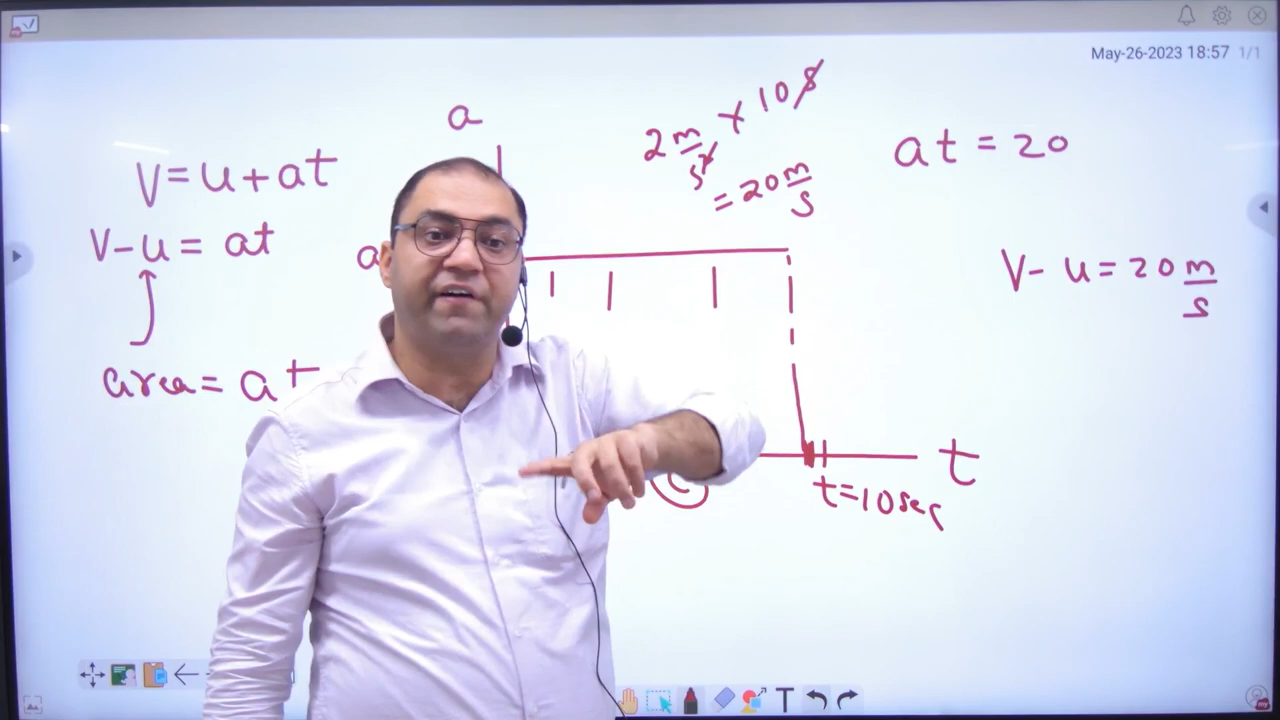 May-26-2023 18:57 1/1
a
2 m/s² × 10 s
= 20 m/s
at = 20
V = u + at
V - u = at
a
V - u = 20 m/s
area = at
t
t = 10 sec
T